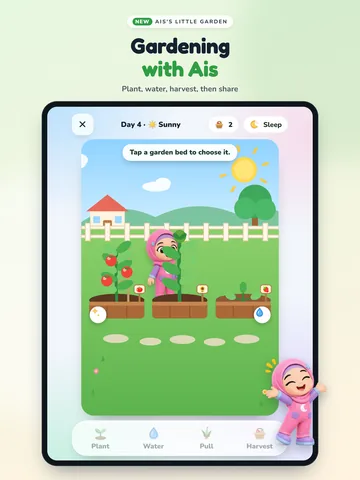 NEW AIS'S LITTLE GARDEN
Gardening
with Ais
Plant, water, harvest, then share
Day 4 · Sunny
2
Sleep
Tap a garden bed to choose it.
Plant
Water
Pull
Harvest